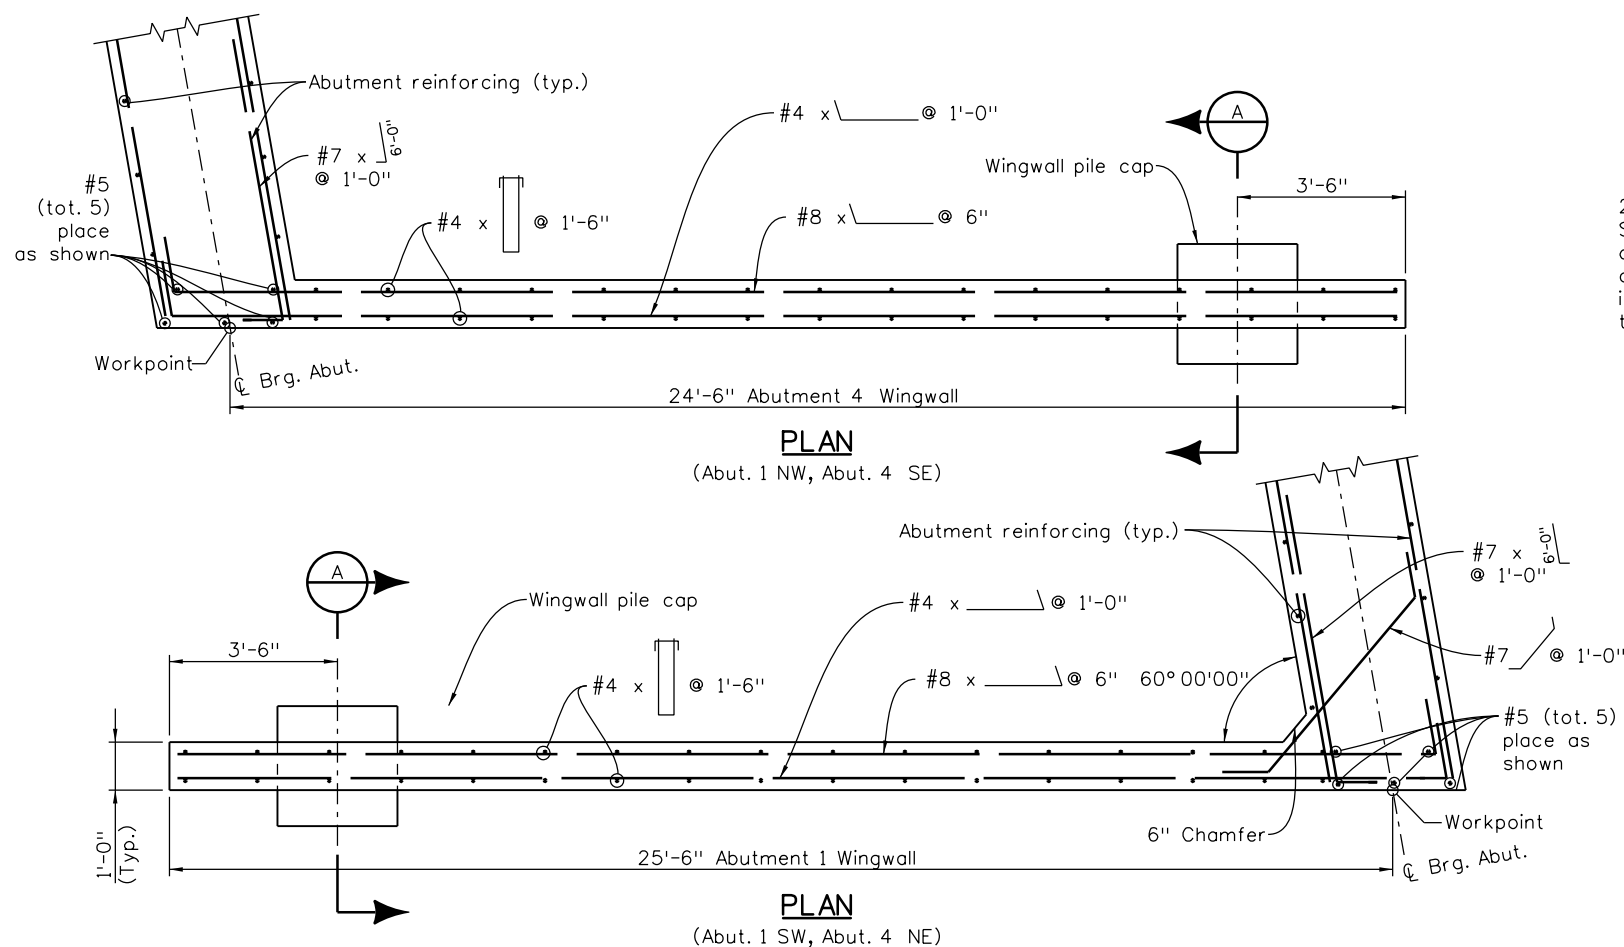 Abutment reinforcing (typ.)
#7 x 6'-0"
@ 1'-0"
#4 x @ 1'-0"
A
Wingwall pile cap
3'-6"
#5
(tot. 5)
place
as shown
#4 x @ 1'-6"
#8 x @ 6"
Workpoint
℄ Brg. Abut.
24'-6" Abutment 4 Wingwall
PLAN
(Abut. 1 NW, Abut. 4 SE)
Abutment reinforcing (typ.)
#7 x 6'-0"
@ 1'-0"
A
Wingwall pile cap
#4 x @ 1'-0"
3'-6"
#4 x @ 1'-6"
#8 x @ 6"
60°00'00"
#7 @ 1'-0"
#5 (tot. 5)
place as
shown
1'-0"
(Typ.)
6" Chamfer
Workpoint
℄ Brg. Abut.
25'-6" Abutment 1 Wingwall
PLAN
(Abut. 1 SW, Abut. 4 NE)